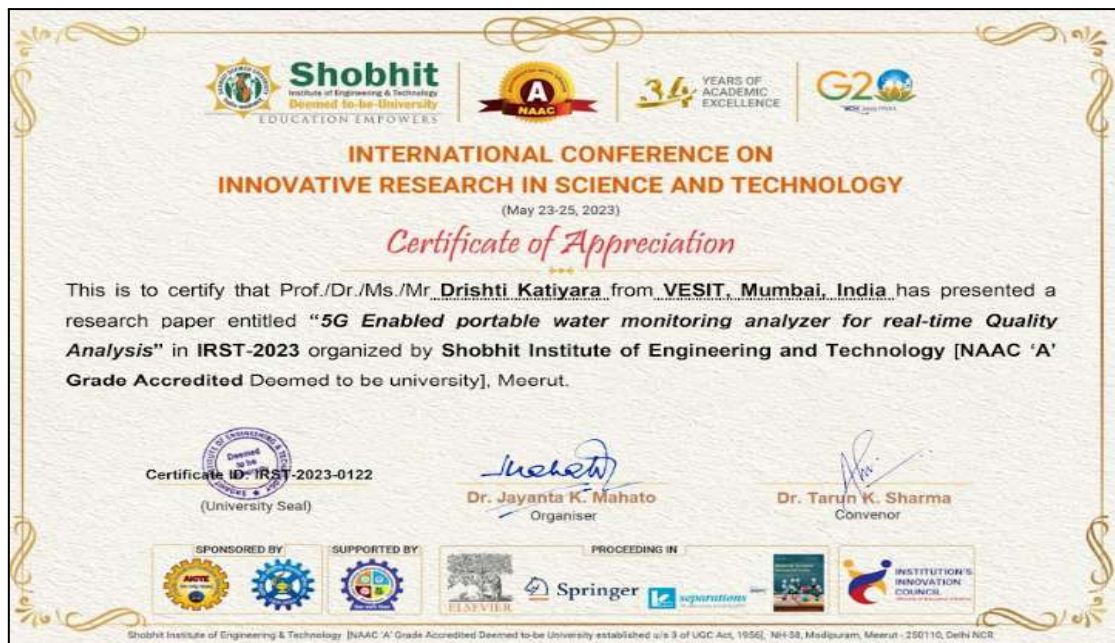 Shobhit
Institute of Engineering & Technology
Deemed to-be-University
EDUCATION EMPOWERS
A
NAAC
34 YEARS OF
ACADEMIC
EXCELLENCE
G20
INTERNATIONAL CONFERENCE ON
INNOVATIVE RESEARCH IN SCIENCE AND TECHNOLOGY
(May 23-25, 2023)
Certificate of Appreciation
This is to certify that Prof./Dr./Ms./Mr Drishti Katiyara from VESIT, Mumbai, India has presented a
research paper entitled “5G Enabled portable water monitoring analyzer for real-time Quality
Analysis” in IRST-2023 organized by Shobhit Institute of Engineering and Technology [NAAC ‘A’
Grade Accredited Deemed to be university], Meerut.
Deemed
to be
Certificate ID: IRST-2023-0122
(University Seal)
Dr. Jayanta K. Mahato
Organiser
Dr. Tarun K. Sharma
Convenor
SPONSORED BY
SUPPORTED BY
PROCEEDING IN
AICTE
ELSEVIER
Springer
separations
INSTITUTION'S
INNOVATION
COUNCIL
Shobhit Institute of Engineering & Technology [NAAC 'A' Grade Accredited Deemed to-be University established u/s 3 of UGC Act, 1956], NH-58, Modipuram, Meerut - 250110, Delhi NCR